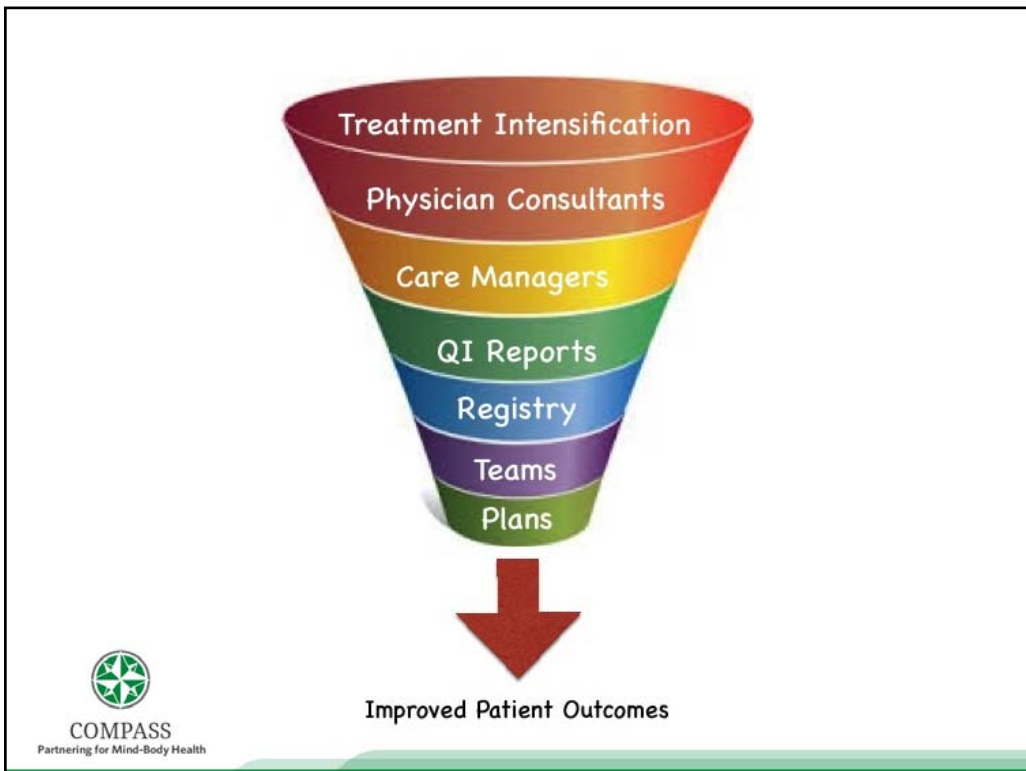 Treatment Intensification
Physician Consultants
Care Managers
QI Reports
Registry
Teams
Plans
Improved Patient Outcomes
COMPASS
Partnering for Mind-Body Health